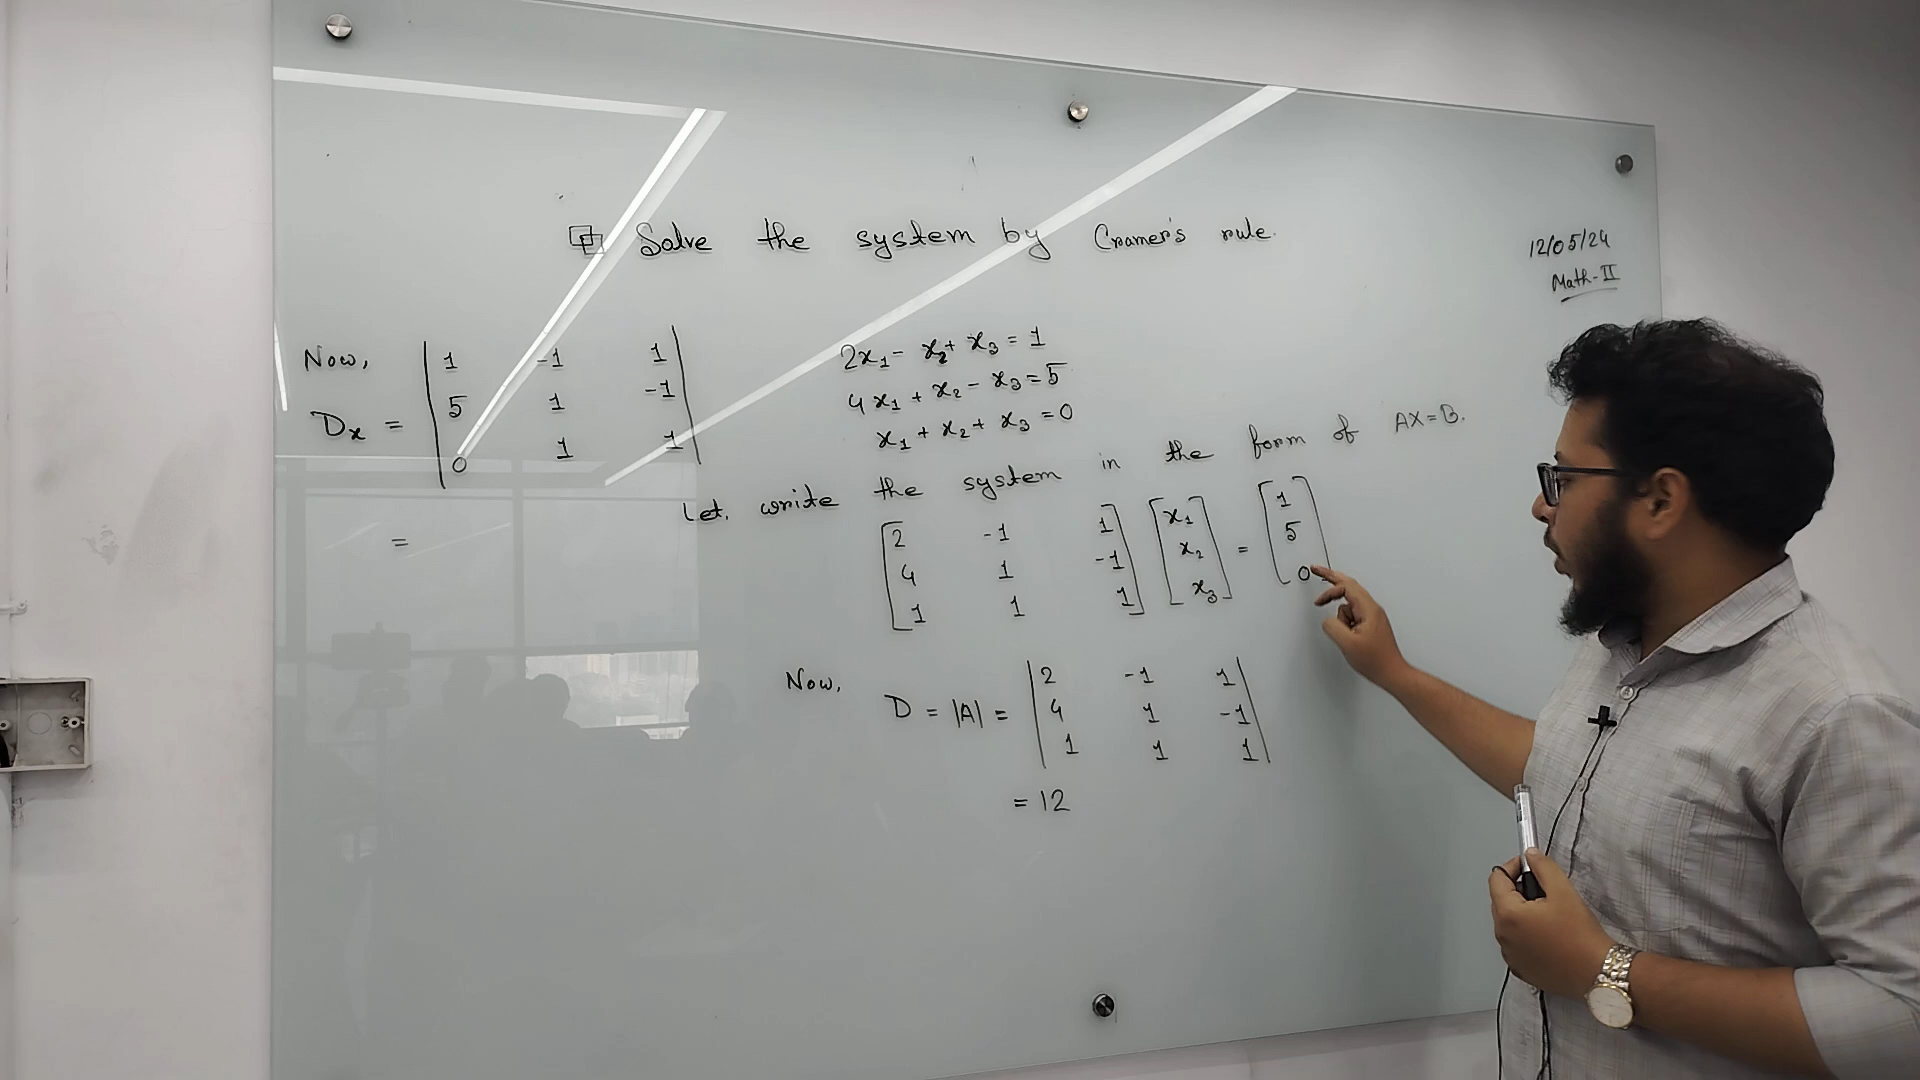 Solve the system by Cramer's rule.
12/05/24
Math-II
2x₁ - x₂ + x₃ = 1
4x₁ + x₂ - x₃ = 5
x₁ + x₂ + x₃ = 0
Let, write the system in the form of AX=B.
[2 -1 1] [x₁] [1]
[4 1 -1] [x₂] = [5]
[1 1 1] [x₃] [0]
Now,
|2 -1 1|
D = |A| = |4 1 -1|
|1 1 1|
= 12
Now,
|1 -1 1|
Dx = |5 1 -1|
|0 1 1|
=